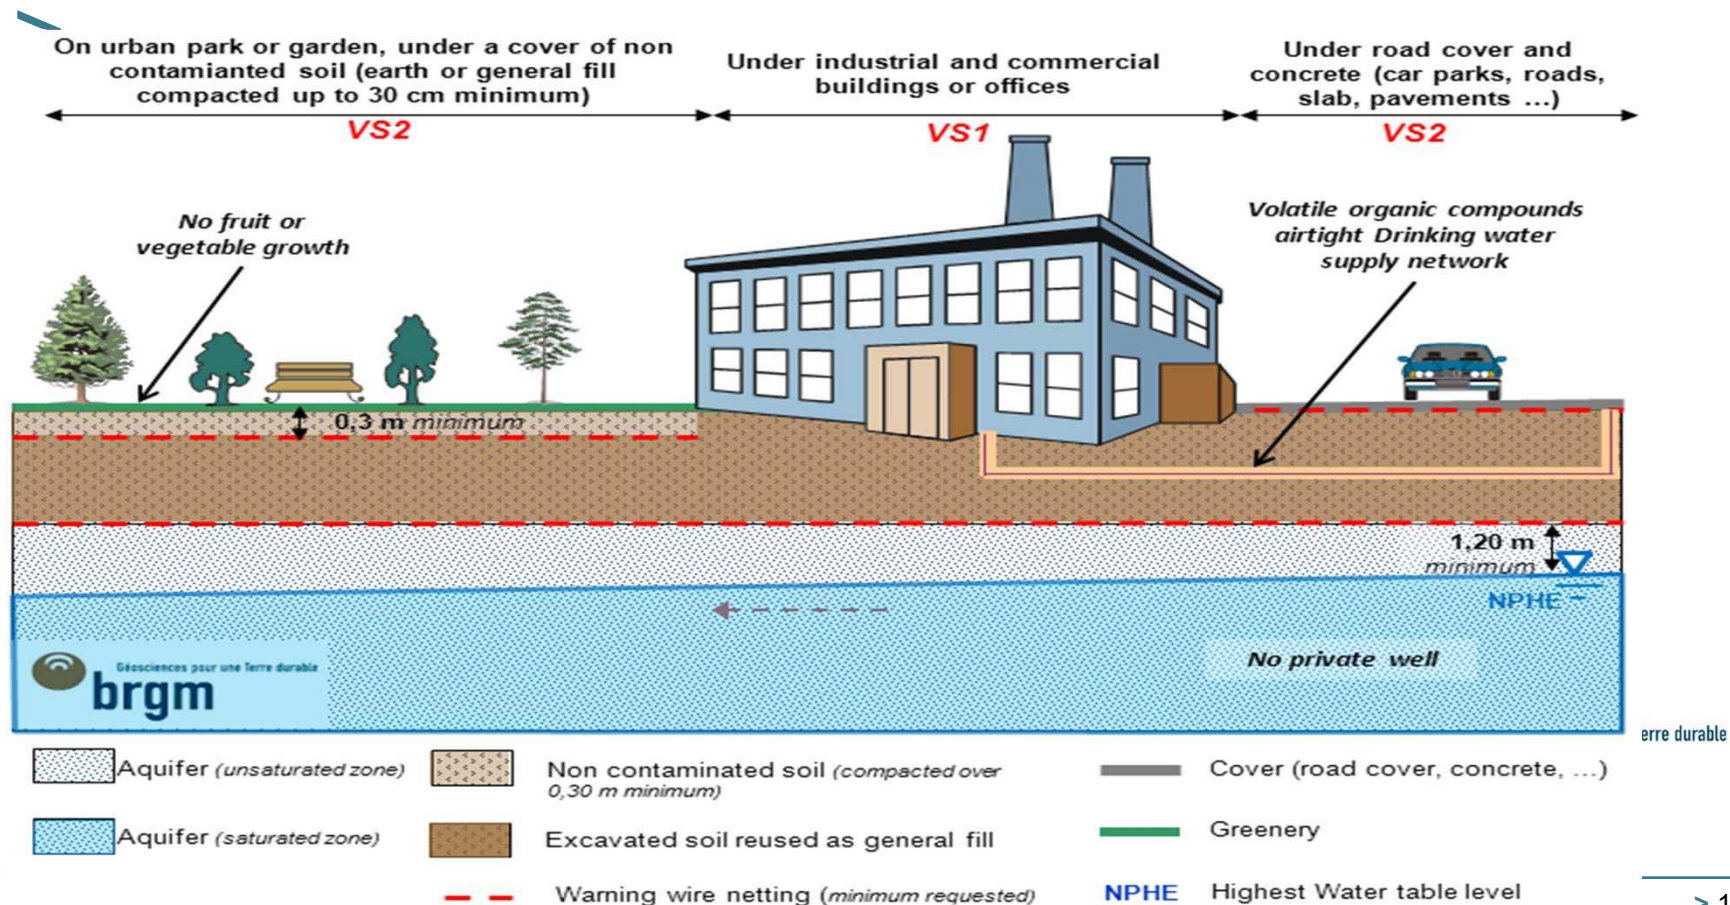 On urban park or garden, under a cover of non
contamianted soil (earth or general fill
compacted up to 30 cm minimum)
VS2
Under industrial and commercial
buildings or offices
VS1
Under road cover and
concrete (car parks, roads,
slab, pavements ...)
VS2
No fruit or
vegetable growth
Volatile organic compounds
airtight Drinking water
supply network
0,3 m minimum
1,20 m
minimum
NPHE
No private well
Géosciences pour une Terre durable
brgm
erre durable
Aquifer (unsaturated zone)
Non contaminated soil (compacted over
0,30 m minimum)
Cover (road cover, concrete, ...)
Aquifer (saturated zone)
Excavated soil reused as general fill
Greenery
Warning wire netting (minimum requested)
NPHE Highest Water table level
> 1